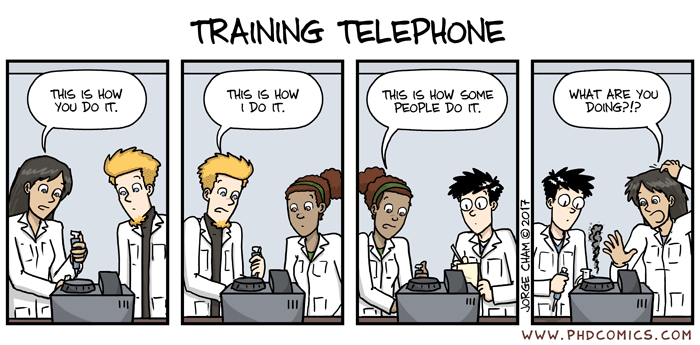 TRAINING TELEPHONE
THIS IS HOW
YOU DO IT.
THIS IS HOW
I DO IT.
THIS IS HOW SOME
PEOPLE DO IT.
WHAT ARE YOU
DOING?!?
JORGE CHAM © 2017
WWW.PHDCOMICS.COM